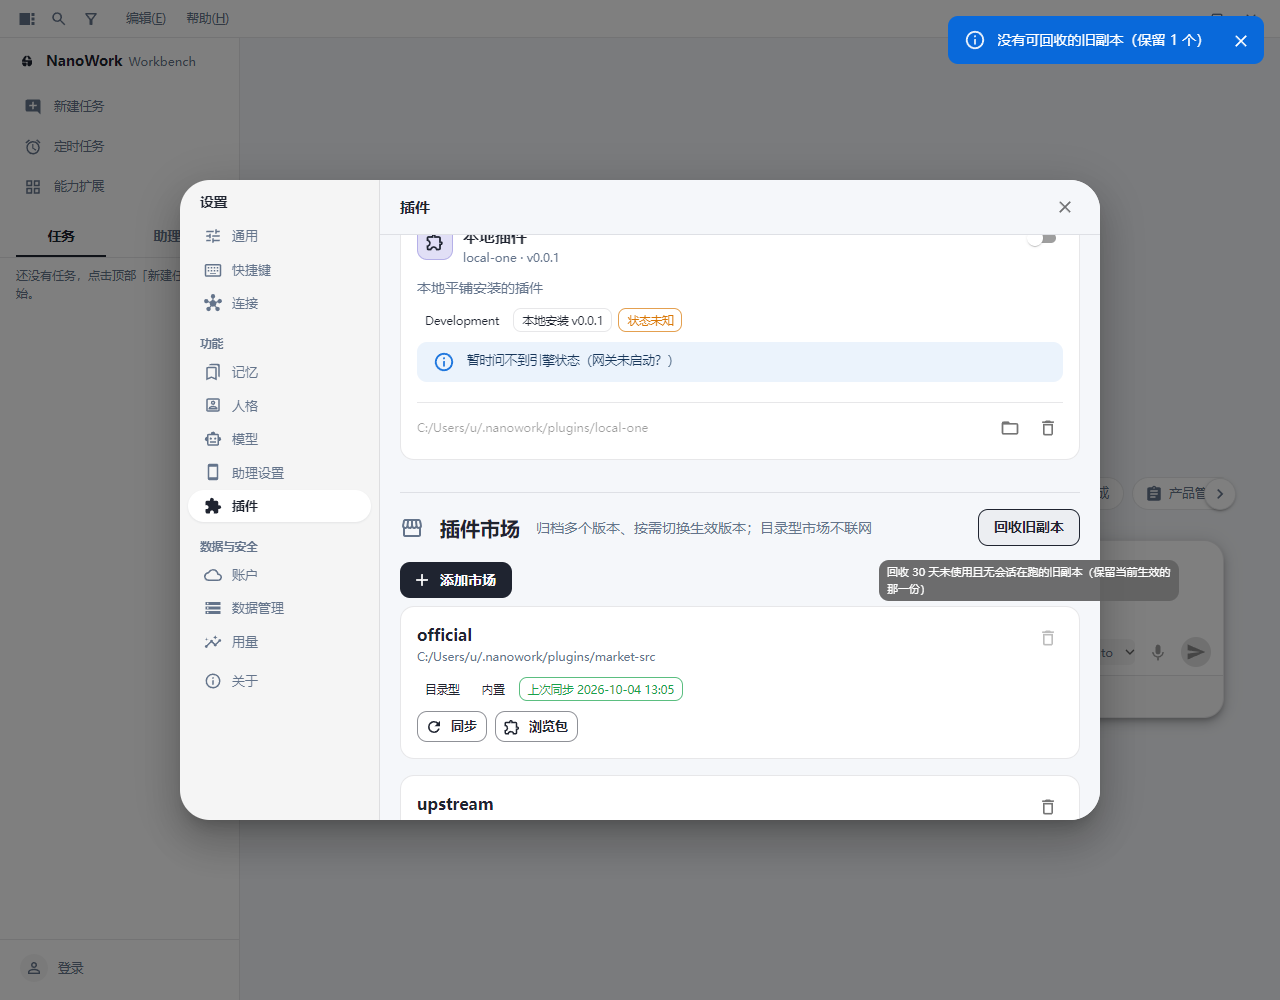 编辑(E) 帮助(H)
没有可回收的旧副本（保留 1 个）
NanoWork Workbench
新建任务
定时任务
能力扩展
任务 助理
还没有任务，点击顶部「新建任
始。
登录
设置
通用
快捷键
连接
功能
记忆
人格
模型
助理设置
插件
数据与安全
账户
数据管理
用量
关于
插件
本地插件
local-one · v0.0.1
本地平铺安装的插件
Development 本地安装 v0.0.1 状态未知
暂时问不到引擎状态（网关未启动？）
C:/Users/u/.nanowork/plugins/local-one
插件市场 归档多个版本、按需切换生效版本；目录型市场不联网 回收旧副本
添加市场
回收 30 天未使用且无会话在跑的旧副本（保留当前生效的
那一份）
official
C:/Users/u/.nanowork/plugins/market-src
目录型 内置 上次同步 2026-10-04 13:05
同步 浏览包
upstream
成 产品管
to